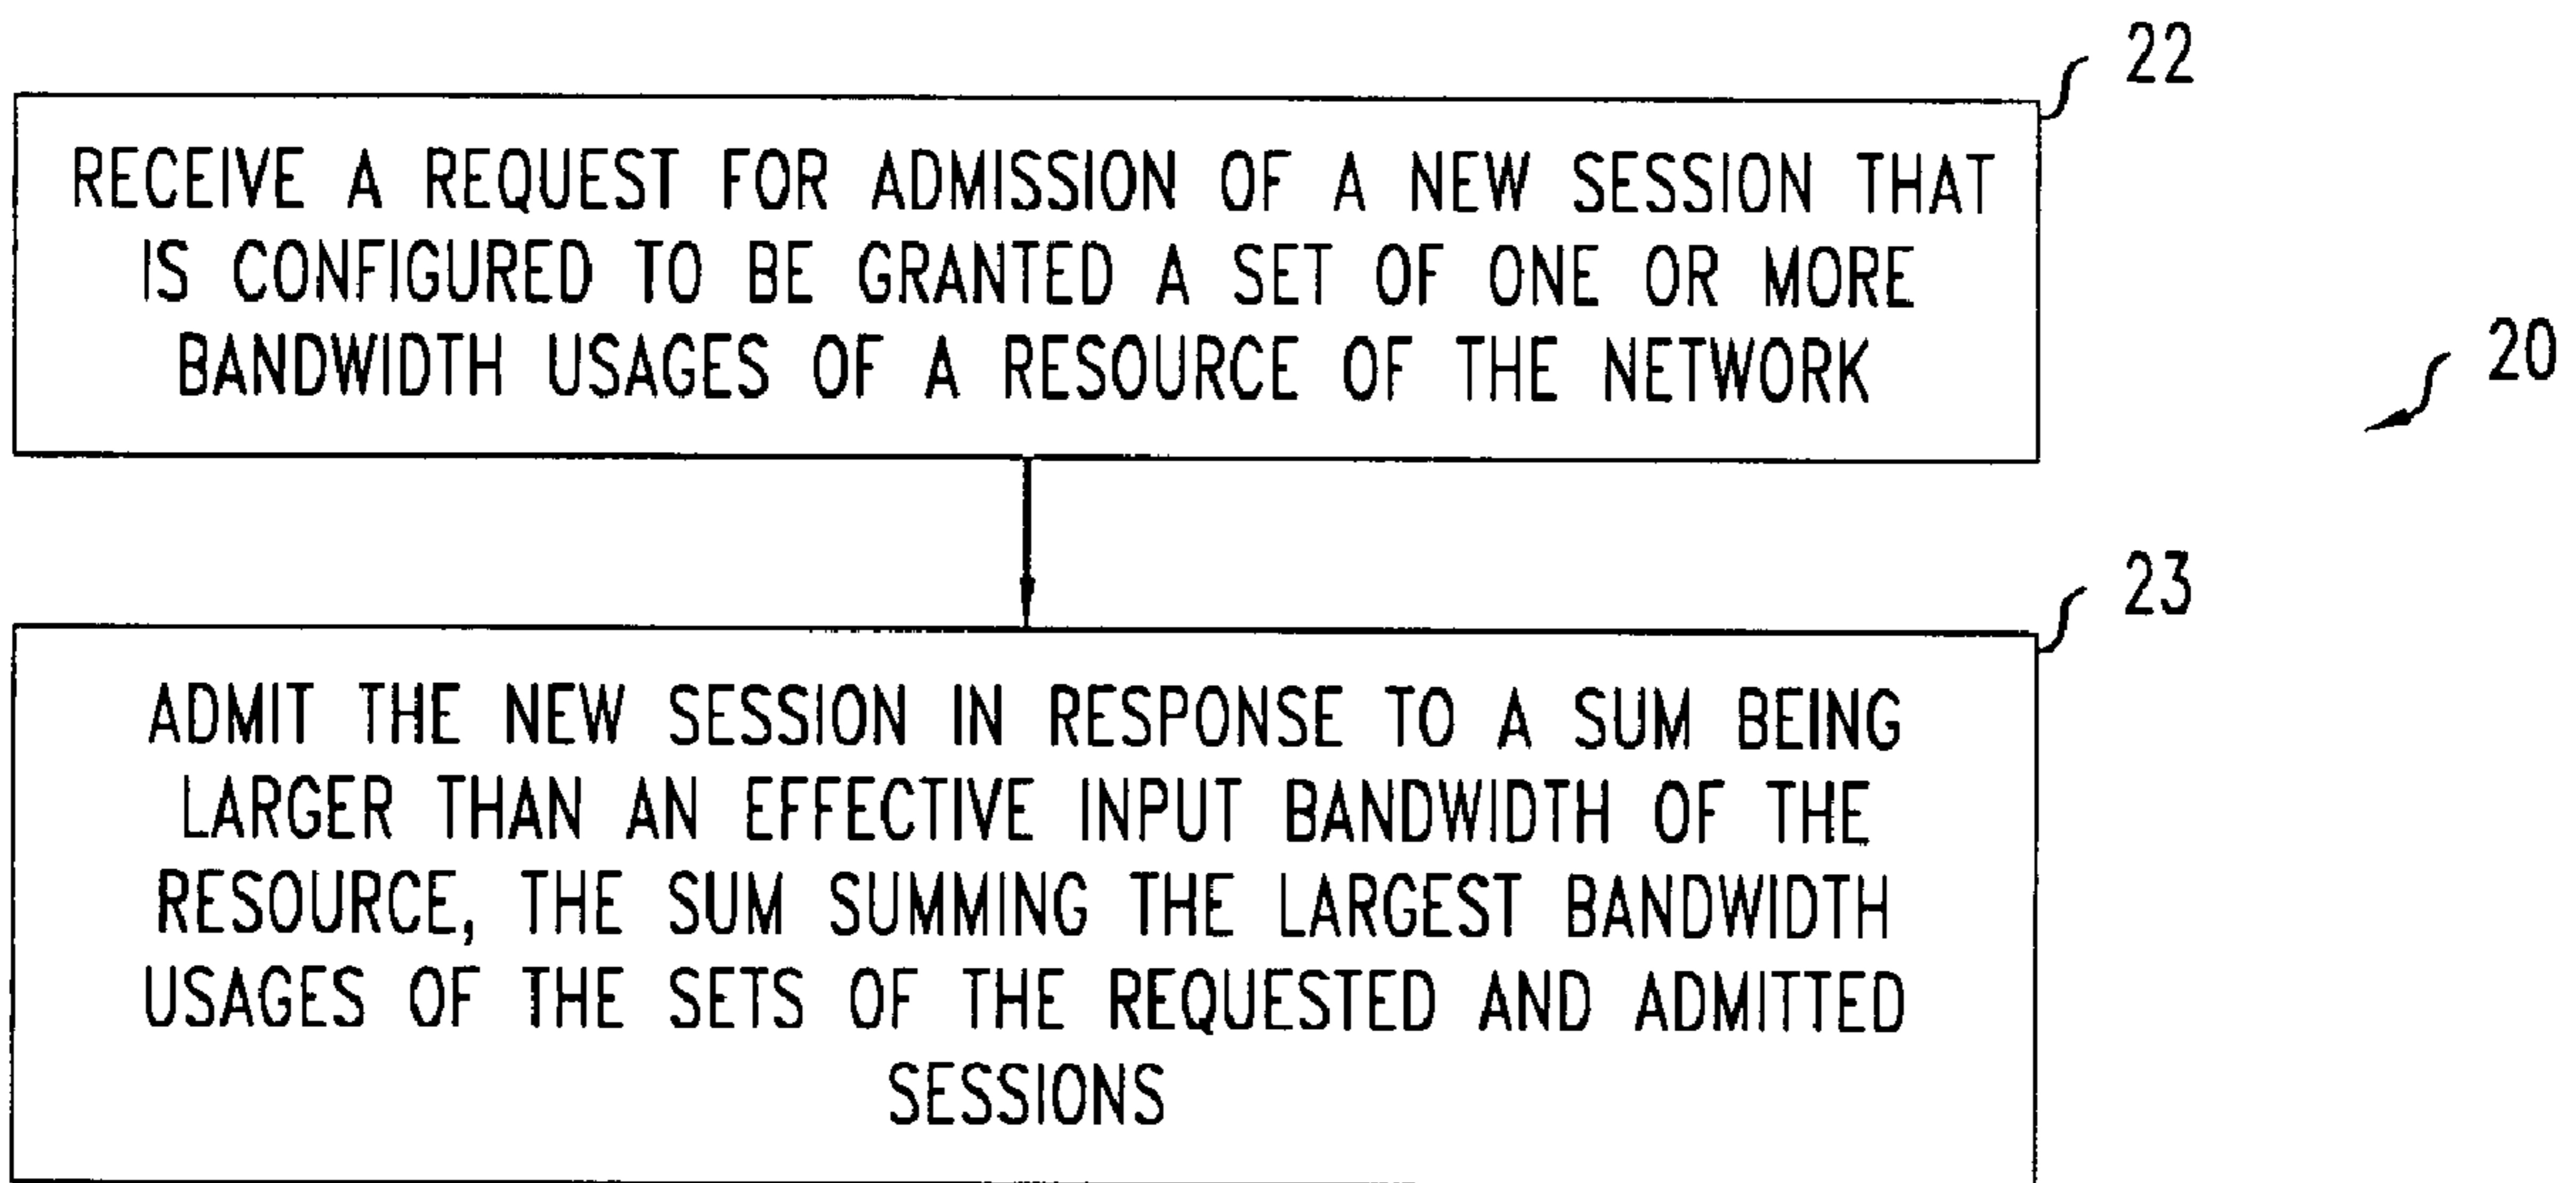 22
RECEIVE A REQUEST FOR ADMISSION OF A NEW SESSION THAT
IS CONFIGURED TO BE GRANTED A SET OF ONE OR MORE
BANDWIDTH USAGES OF A RESOURCE OF THE NETWORK
20
23
ADMIT THE NEW SESSION IN RESPONSE TO A SUM BEING
LARGER THAN AN EFFECTIVE INPUT BANDWIDTH OF THE
RESOURCE, THE SUM SUMMING THE LARGEST BANDWIDTH
USAGES OF THE SETS OF THE REQUESTED AND ADMITTED
SESSIONS